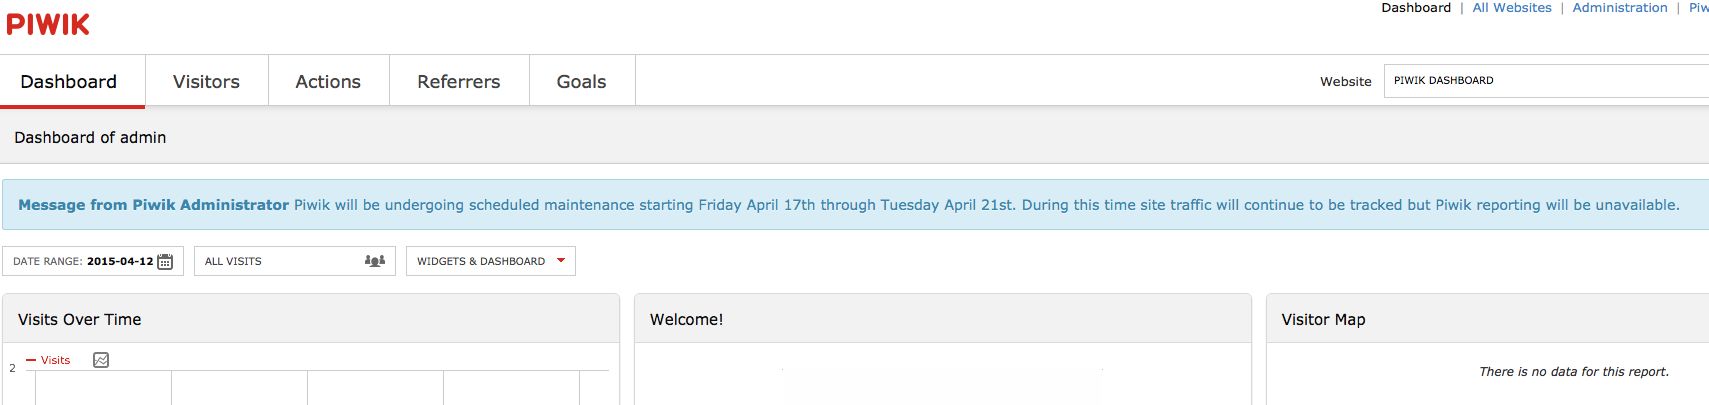 PIWIK
Dashboard | All Websites | Administration | Piw
Dashboard Visitors Actions Referrers Goals Website PIWIK DASHBOARD
Dashboard of admin
Message from Piwik Administrator Piwik will be undergoing scheduled maintenance starting Friday April 17th through Tuesday April 21st. During this time site traffic will continue to be tracked but Piwik reporting will be unavailable.
DATE RANGE: 2015-04-12 ALL VISITS WIDGETS & DASHBOARD
Visits Over Time Welcome! Visitor Map
Visits
2
There is no data for this report.